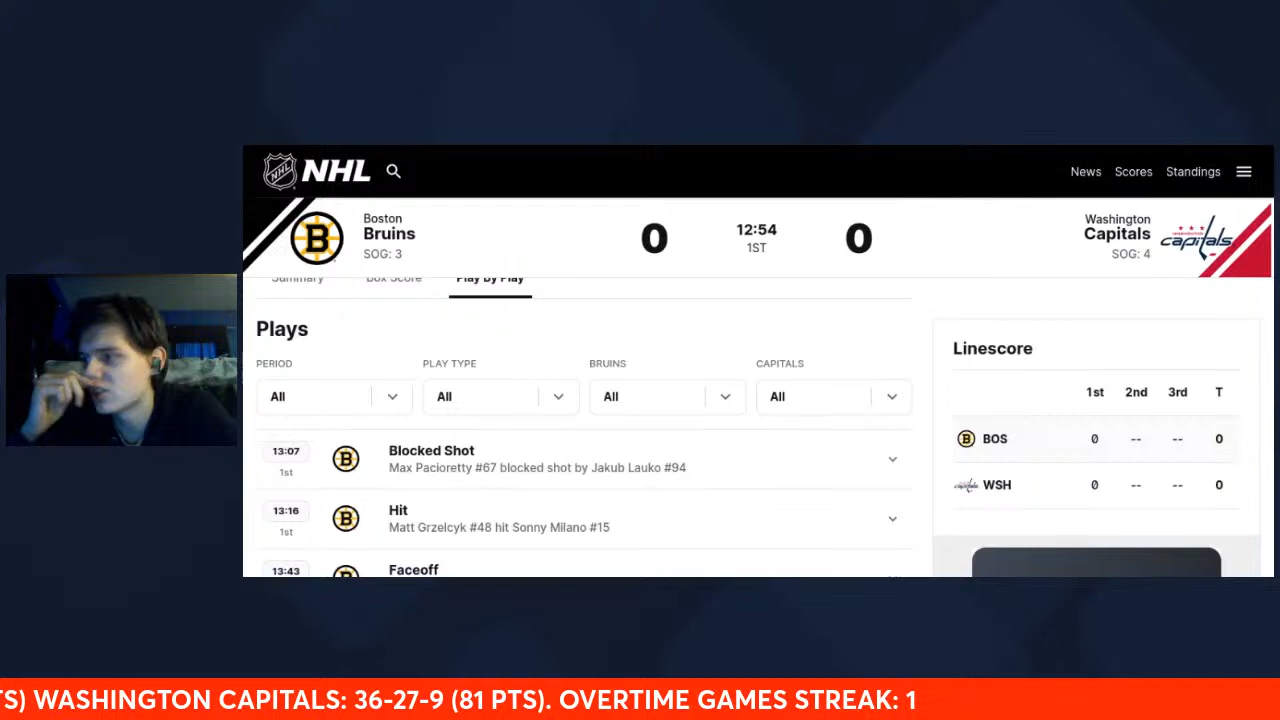 NHL
News Scores Standings
Boston
Bruins
SOG: 3
0
12:54
1ST
0
Washington
Capitals
SOG: 4
capitals
Summary Box Score Play By Play
Plays
PERIOD PLAY TYPE BRUINS CAPITALS
All All All All
13:07
1st
Blocked Shot
Max Pacioretty #67 blocked shot by Jakub Lauko #94
13:16
1st
Hit
Matt Grzelcyk #48 hit Sonny Milano #15
13:43
Faceoff
Linescore
1st 2nd 3rd T
BOS 0 -- -- 0
WSH 0 -- -- 0
TS) WASHINGTON CAPITALS: 36-27-9 (81 PTS). OVERTIME GAMES STREAK: 1